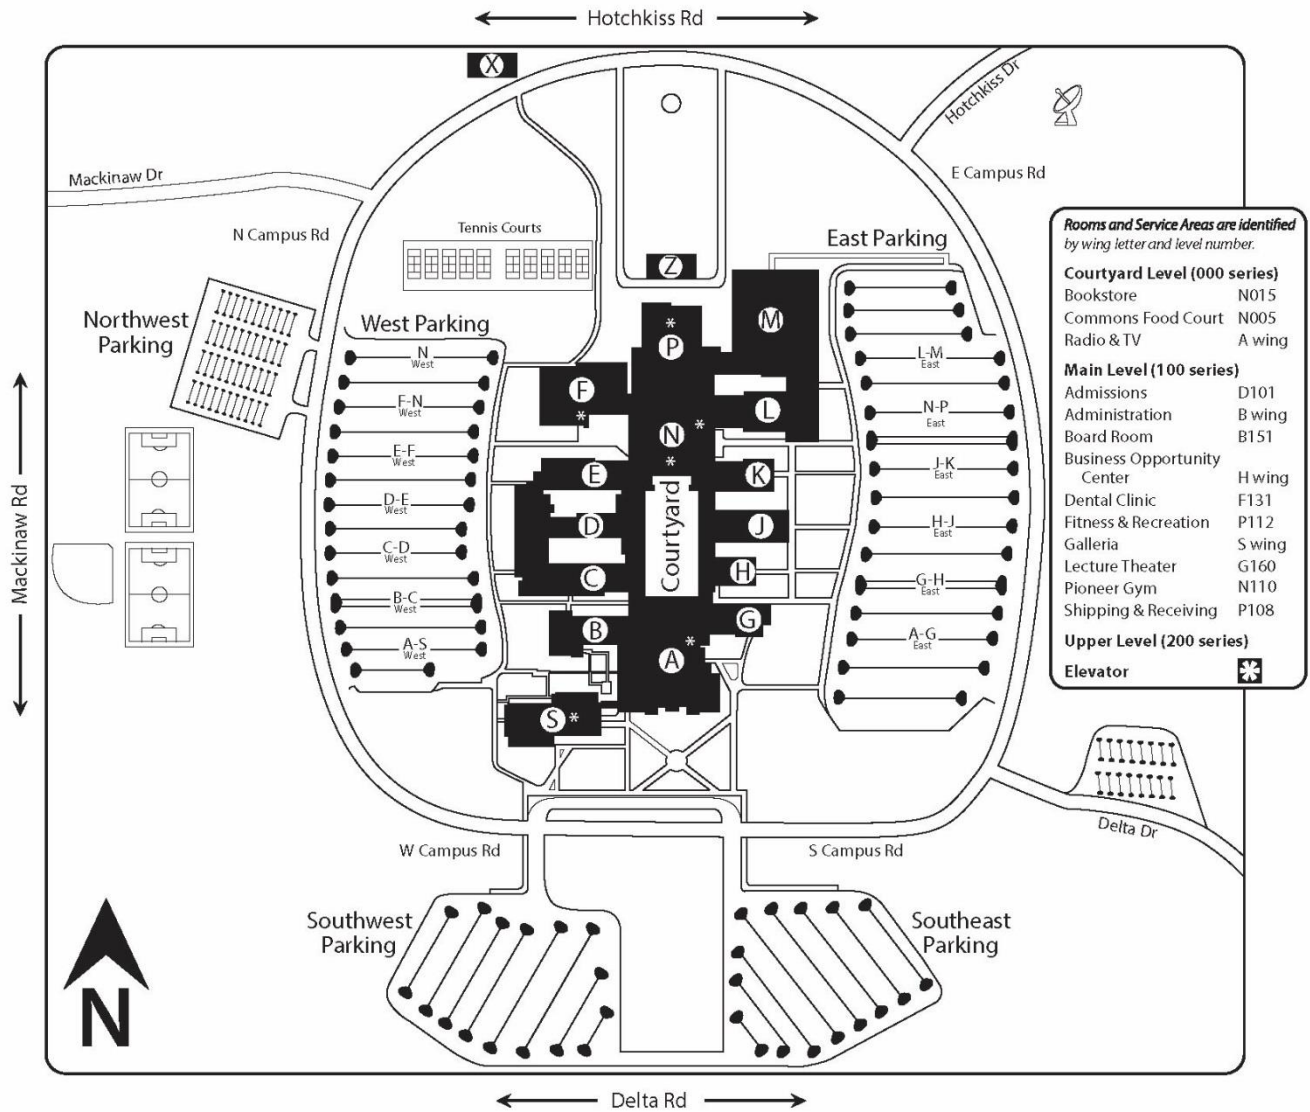 Hotchkiss Rd
X
Hotchkiss Dr
Mackinaw Dr
E Campus Rd
N Campus Rd
Tennis Courts
East Parking
Z
Northwest
Parking
West Parking
M
P
N
West
L-M
East
F
F-N
West
L
N-P
East
N
E-F
West
E
K
J-K
East
D-E
West
D
Courtyard
J
H-J
East
C-D
West
C
H
G-H
East
B-C
West
B
G
A-G
East
A-S
West
A
S
Mackinaw Rd
Rooms and Service Areas are identified
by wing letter and level number.
Courtyard Level (000 series)
Bookstore N015
Commons Food Court N005
Radio & TV A wing
Main Level (100 series)
Admissions D101
Administration B wing
Board Room B151
Business Opportunity
Center H wing
Dental Clinic F131
Fitness & Recreation P112
Galleria S wing
Lecture Theater G160
Pioneer Gym N110
Shipping & Receiving P108
Upper Level (200 series)
Elevator
Delta Dr
W Campus Rd
S Campus Rd
Southwest
Parking
Southeast
Parking
N
Delta Rd